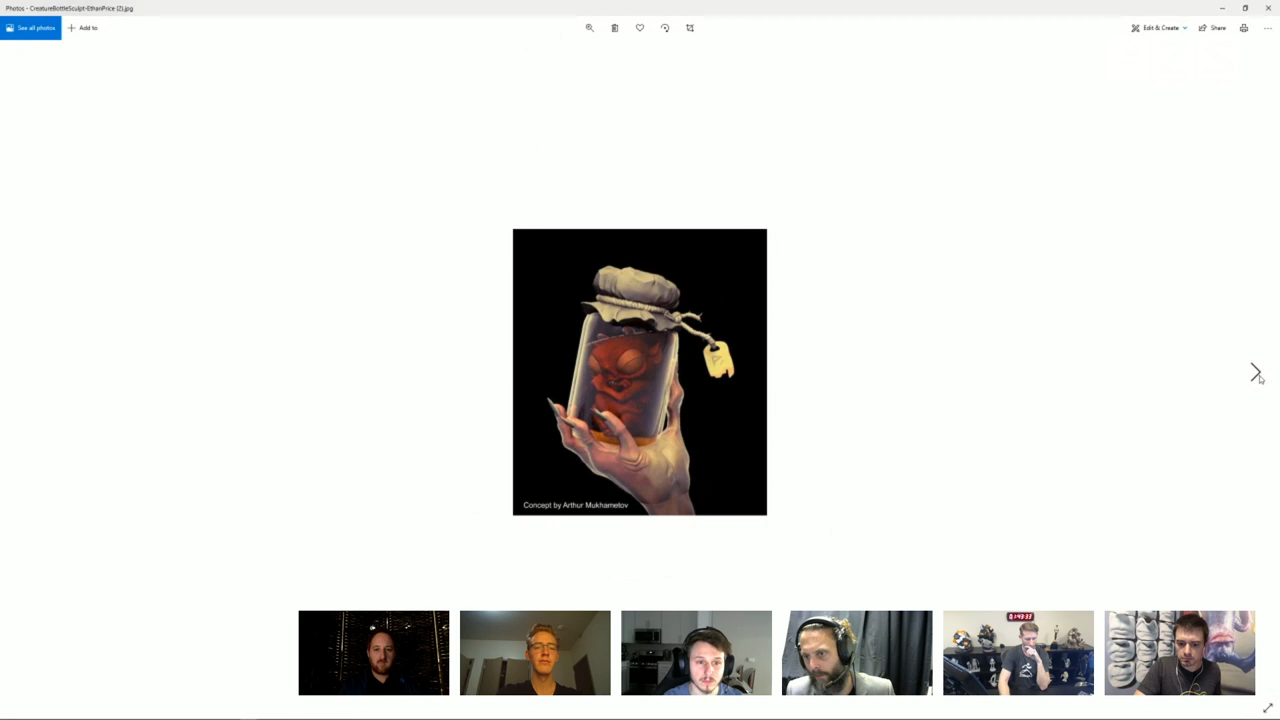 Photos - CreatureBottleSculpt-EthanPrice (2).jpg
See all photos
Add to
Edit & Create
Share
Concept by Arthur Mukhametov